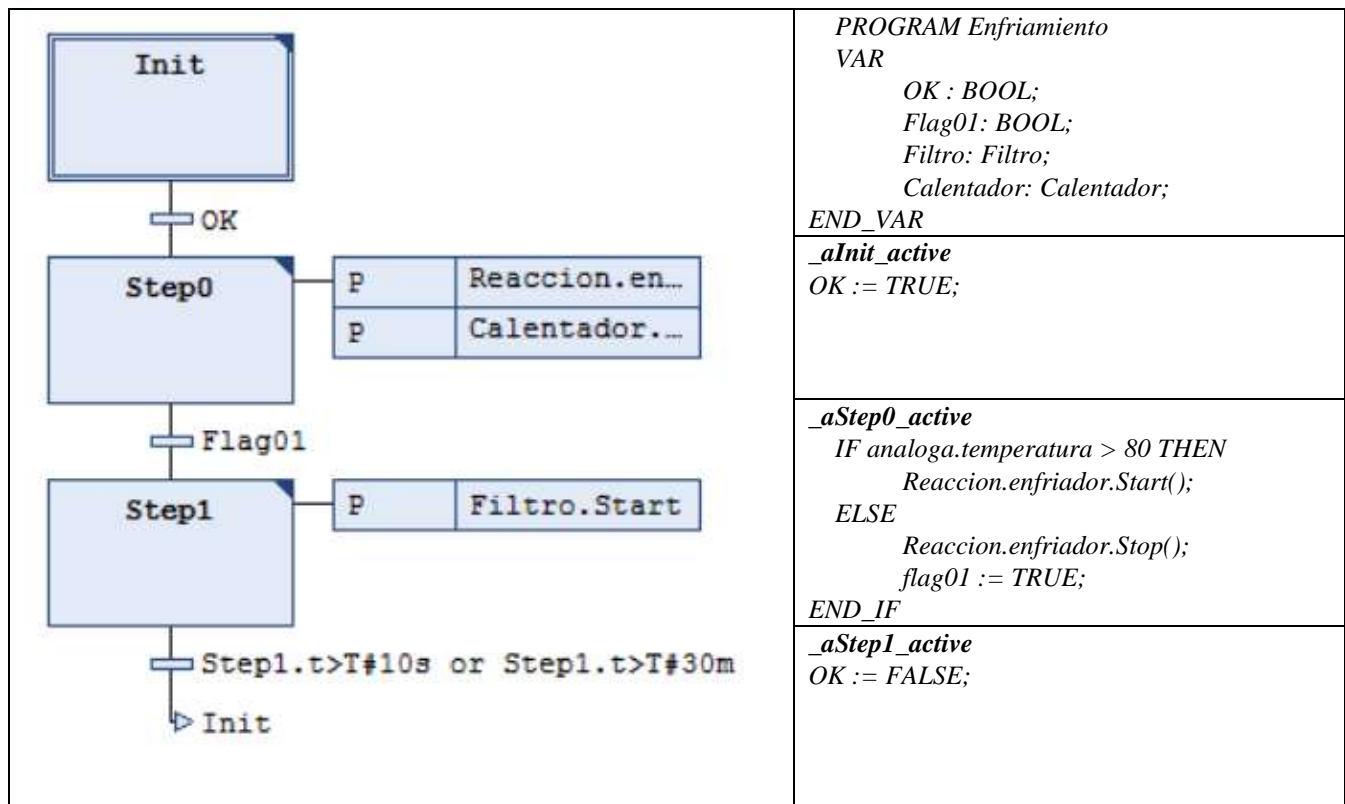 Init
OK
Step0
P Reaccion.en…
P Calentador.…
Flag01
Step1
P Filtro.Start
Step1.t>T#10s or Step1.t>T#30m
Init
PROGRAM Enfriamiento
VAR
OK : BOOL;
Flag01: BOOL;
Filtro: Filtro;
Calentador: Calentador;
END_VAR
_aInit_active
OK := TRUE;
_aStep0_active
IF analoga.temperatura > 80 THEN
Reaccion.enfriador.Start();
ELSE
Reaccion.enfriador.Stop();
flag01 := TRUE;
END_IF
_aStep1_active
OK := FALSE;